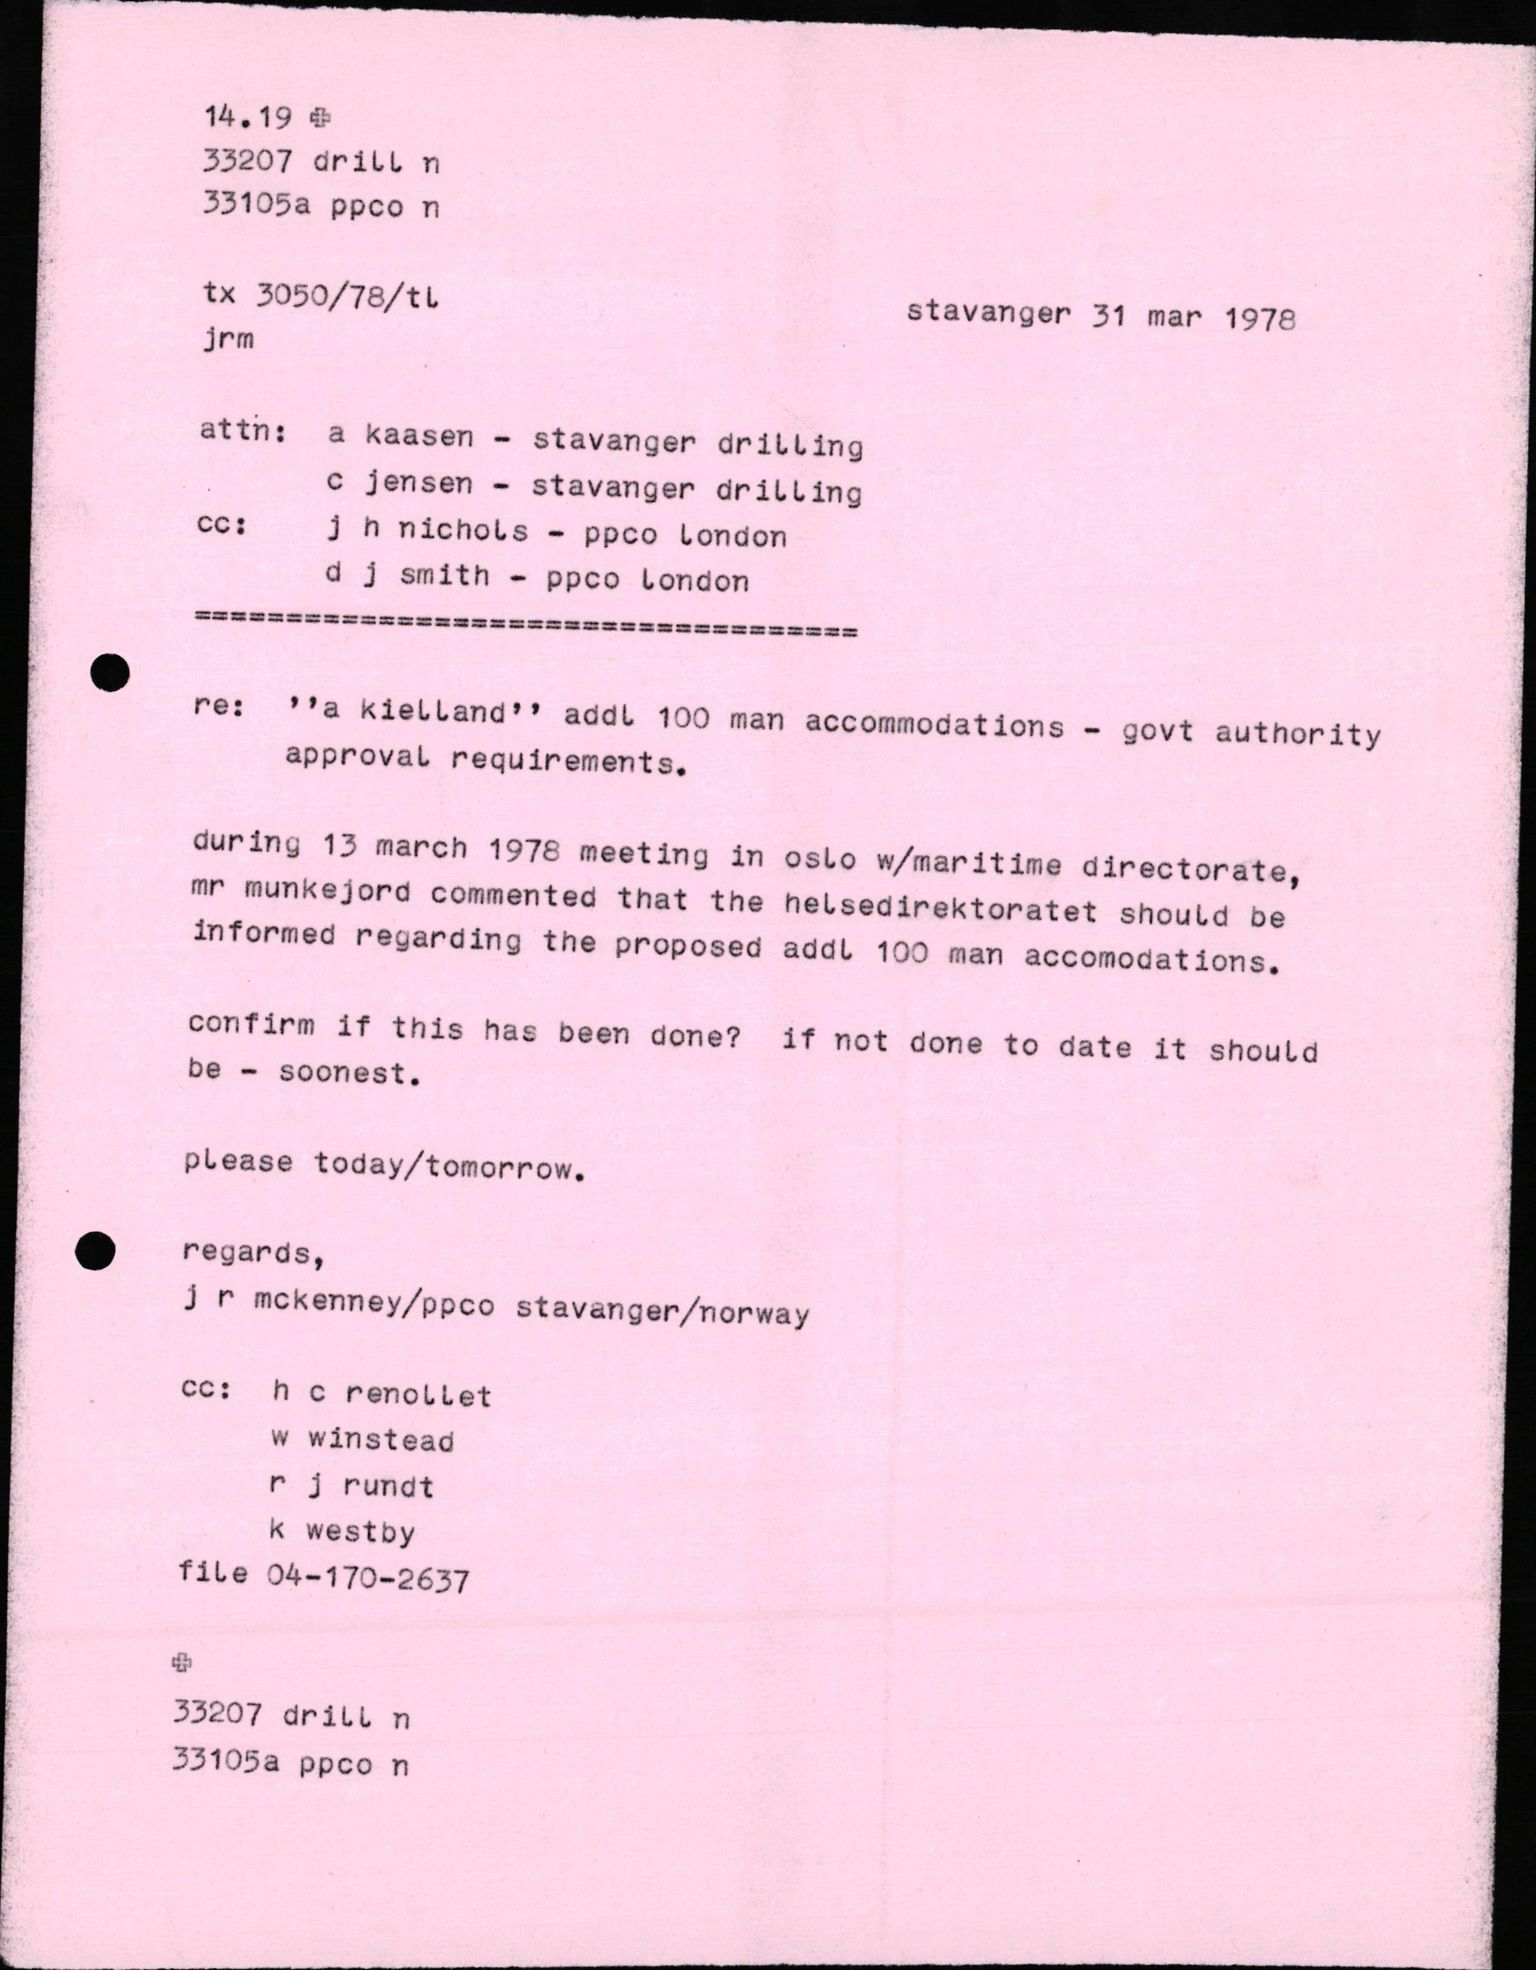 14.19 ✠
33207 drill n
33105a ppco n
tx 3050/78/tl
stavanger 31 mar 1978
jrm
attn: a kaasen - stavanger drilling
c jensen - stavanger drilling
cc: j h nichols - ppco london
d j smith - ppco london
====================================
re: ''a kielland'' addl 100 man accommodations - govt authority
approval requirements.
during 13 march 1978 meeting in oslo w/maritime directorate,
mr munkejord commented that the helsedirektoratet should be
informed regarding the proposed addl 100 man accomodations.
confirm if this has been done? if not done to date it should
be - soonest.
please today/tomorrow.
regards,
j r mckenney/ppco stavanger/norway
cc: h c renollet
w winstead
r j rundt
k westby
file 04-170-2637
✠
33207 drill n
33105a ppco n